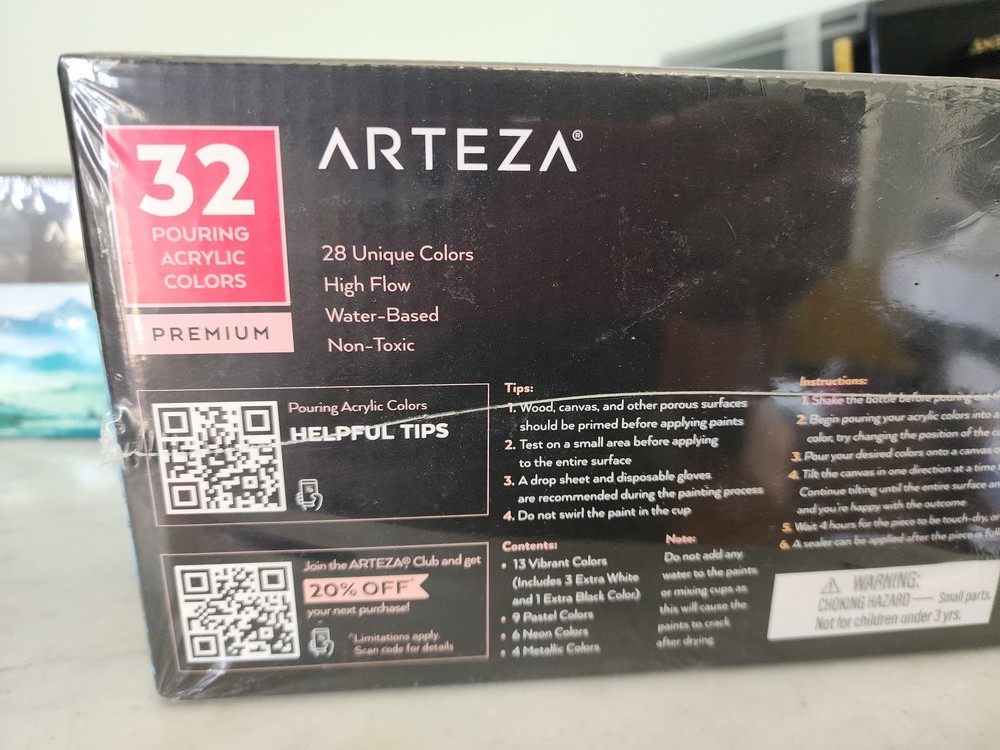 32
POURING
ACRYLIC
COLORS
PREMIUM
ARTEZA®
28 Unique Colors
High Flow
Water-Based
Non-Toxic
Pouring Acrylic Colors
HELPFUL TIPS
Join the ARTEZA® Club and get
20% OFF*
your next purchase!
*Limitations apply.
Scan code for details
Tips:
1. Wood, canvas, and other porous surfaces
should be primed before applying paints
2. Test on a small area before applying
to the entire surface
3. A drop sheet and disposable gloves
are recommended during the painting process
4. Do not swirl the paint in the cup
Contents:
• 13 Vibrant Colors
(Includes 3 Extra White
and 1 Extra Black Color)
• 9 Pastel Colors
• 6 Neon Colors
• 4 Metallic Colors
Note:
Do not add any
water to the paints
or mixing cups as
this will cause the
paints to crack
after drying
Instructions:
1. Shake the bottle before pouring
2. Begin pouring your acrylic colors into
color, try changing the position of the
3. Pour your desired colors onto a canvas
4. Tilt the canvas in one direction at a time
Continue tilting until the entire surface
and you're happy with the outcome
5. Wait 4 hours for the piece to be touch-dry,
6. A sealer can be applied after the piece is
WARNING:
CHOKING HAZARD — Small parts.
Not for children under 3 yrs.